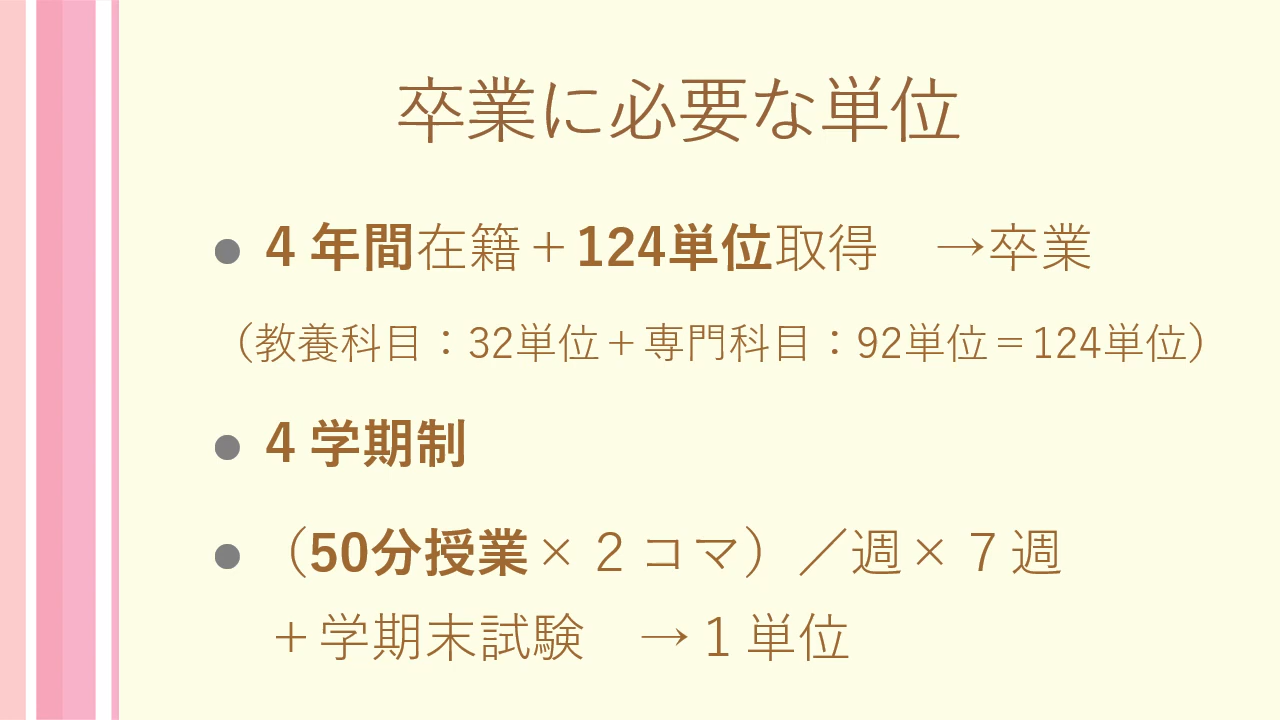 卒業に必要な単位
● 4年間在籍＋124単位取得　→卒業
（教養科目：32単位＋専門科目：92単位＝124単位）
● 4学期制
● （50分授業×2コマ）／週×7週
＋学期末試験　→1単位